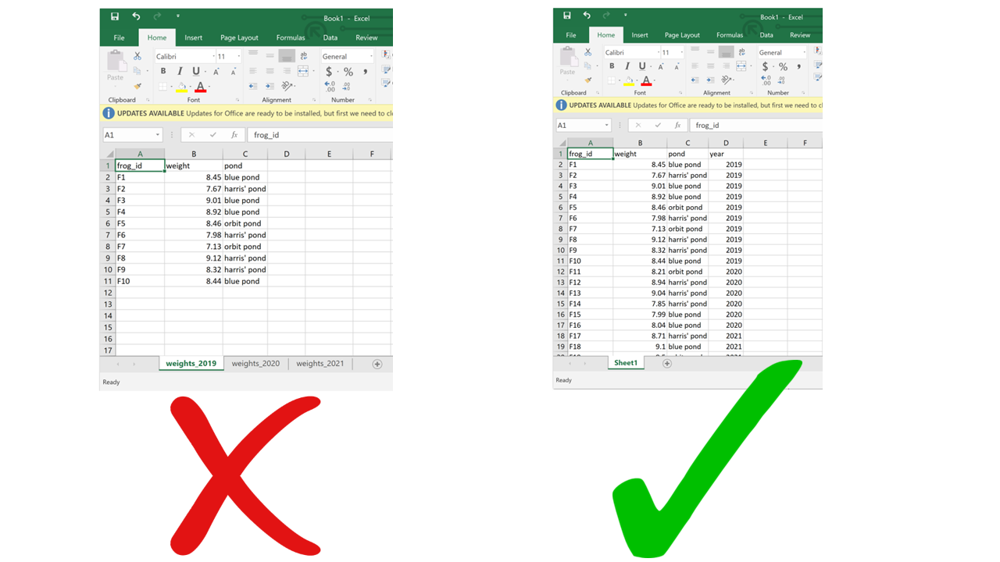 Book1 - Excel
File Home Insert Page Layout Formulas Data Review
Calibri 11 General
Paste
B I U A A A $ % ,
Clipboard Font Alignment Number
UPDATES AVAILABLE Updates for Office are ready to be installed, but first we need to cl
A1 fx frog_id
A B C D E F
1 frog_id weight pond
2 F1 8.45 blue pond
3 F2 7.67 harris' pond
4 F3 9.01 blue pond
5 F4 8.92 blue pond
6 F5 8.46 orbit pond
7 F6 7.98 harris' pond
8 F7 7.13 orbit pond
9 F8 9.12 harris' pond
10 F9 8.32 harris' pond
11 F10 8.44 blue pond
12
13
14
15
16
17
weights_2019 weights_2020 weights_2021
Ready
Book1 - Excel
File Home Insert Page Layout Formulas Data Review
Calibri 11 General
Paste
B I U A A A $ % ,
Clipboard Font Alignment Number
UPDATES AVAILABLE Updates for Office are ready to be installed, but first we need to c
A1 fx frog_id
A B C D E F
1 frog_id weight pond year
2 F1 8.45 blue pond 2019
3 F2 7.67 harris' pond 2019
4 F3 9.01 blue pond 2019
5 F4 8.92 blue pond 2019
6 F5 8.46 orbit pond 2019
7 F6 7.98 harris' pond 2019
8 F7 7.13 orbit pond 2019
9 F8 9.12 harris' pond 2019
10 F9 8.32 harris' pond 2019
11 F10 8.44 blue pond 2019
12 F11 8.21 orbit pond 2020
13 F12 8.94 harris' pond 2020
14 F13 9.04 harris' pond 2020
15 F14 7.85 harris' pond 2020
16 F15 7.99 blue pond 2020
17 F16 8.04 blue pond 2020
18 F17 8.71 harris' pond 2021
19 F18 9.1 blue pond 2021
Sheet1
Ready